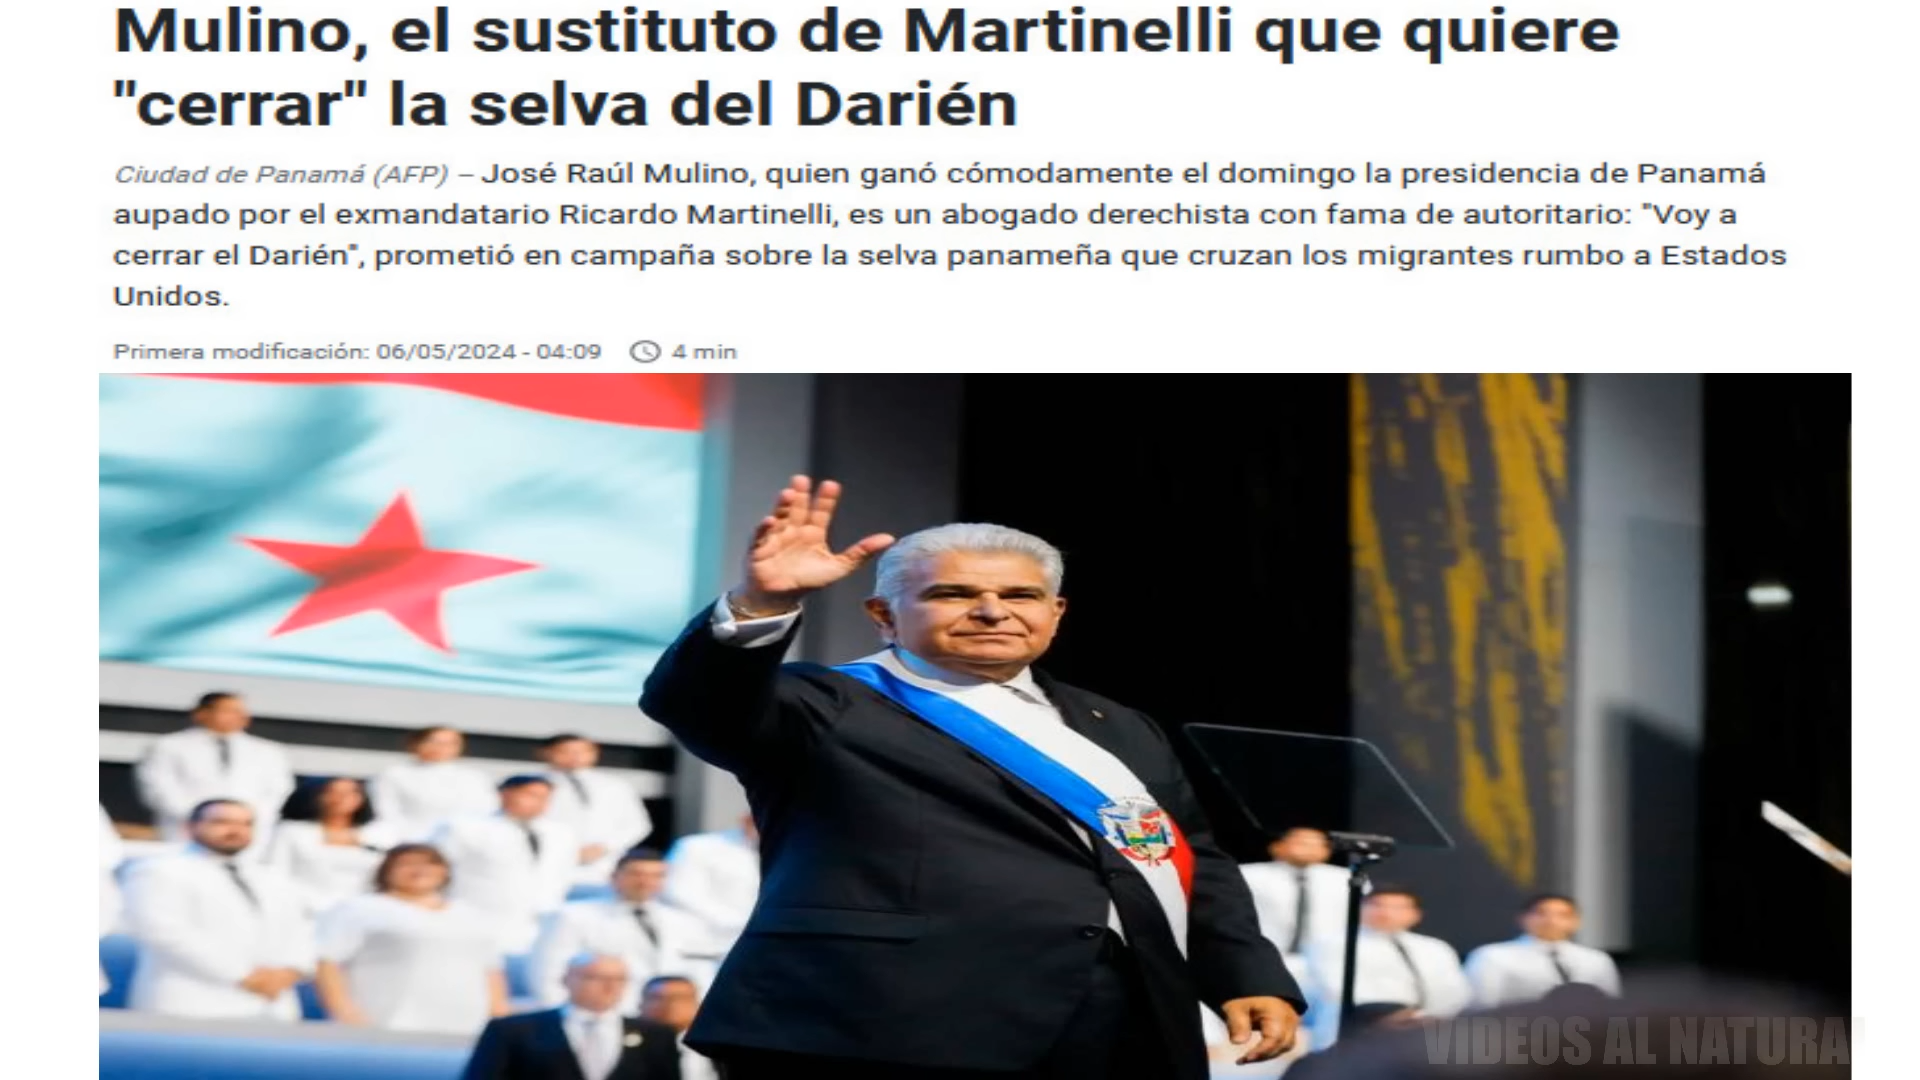 Mulino, el sustituto de Martinelli que quiere
"cerrar" la selva del Darién
Ciudad de Panamá (AFP) – José Raúl Mulino, quien ganó cómodamente el domingo la presidencia de Panamá
aupado por el exmandatario Ricardo Martinelli, es un abogado derechista con fama de autoritario: "Voy a
cerrar el Darién", prometió en campaña sobre la selva panameña que cruzan los migrantes rumbo a Estados
Unidos.
Primera modificación: 06/05/2024 - 04:09 4 min
VIDEOS AL NATURA